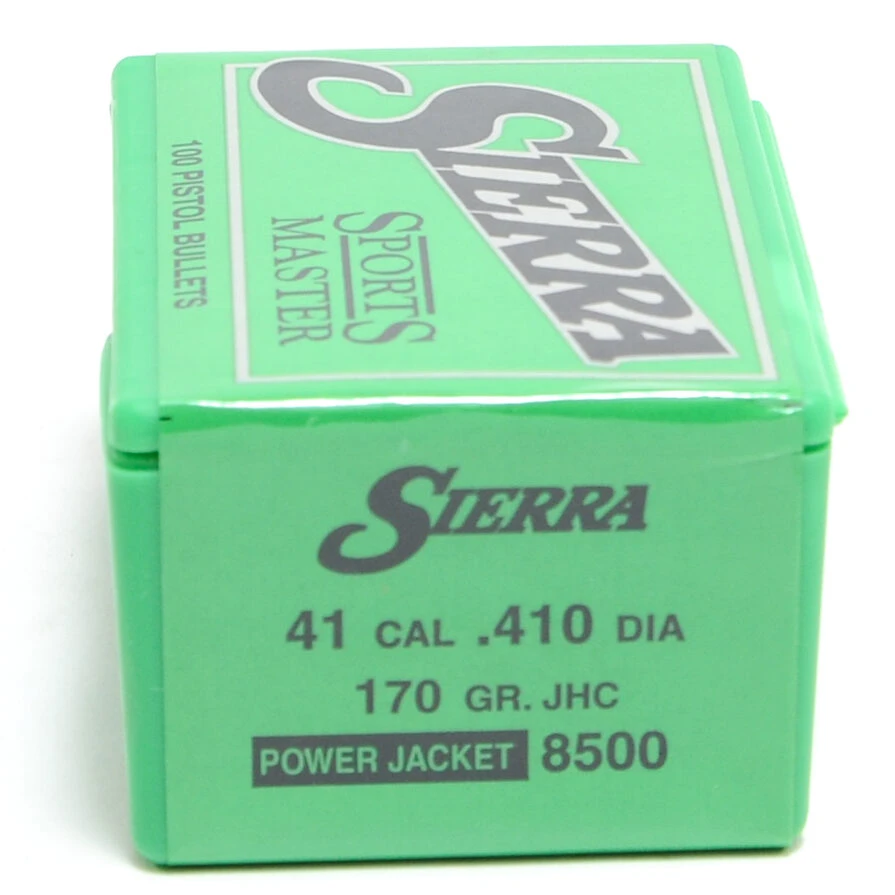 SIERRA
SPORTS
MASTER
100 PISTOL BULLETS
SIERRA
41 CAL .410 DIA
170 GR. JHC
POWER JACKET 8500